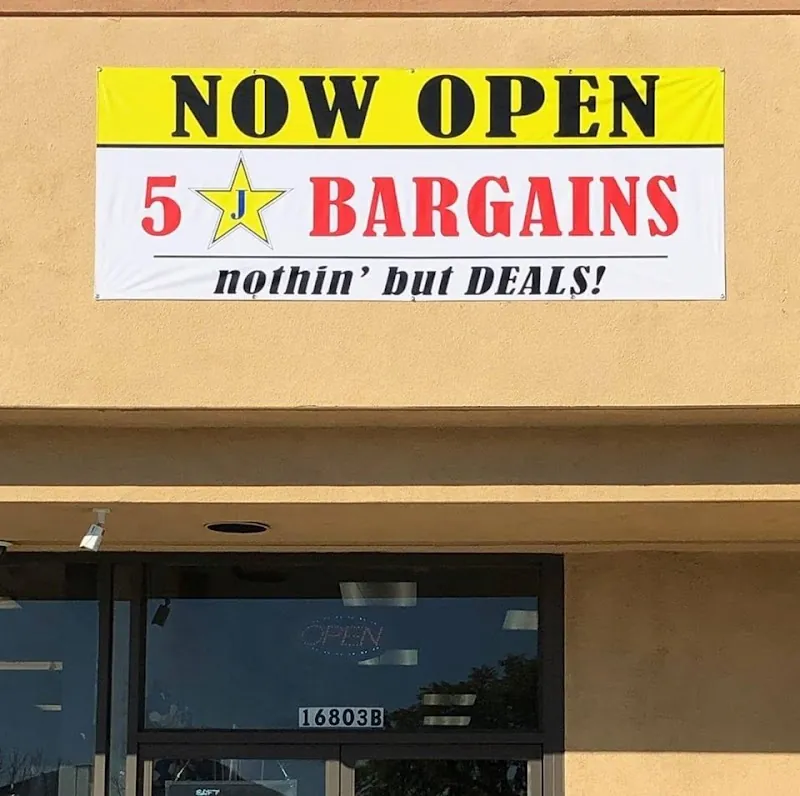 NOW OPEN
5 J BARGAINS
nothin' but DEALS!
OPEN
16803B